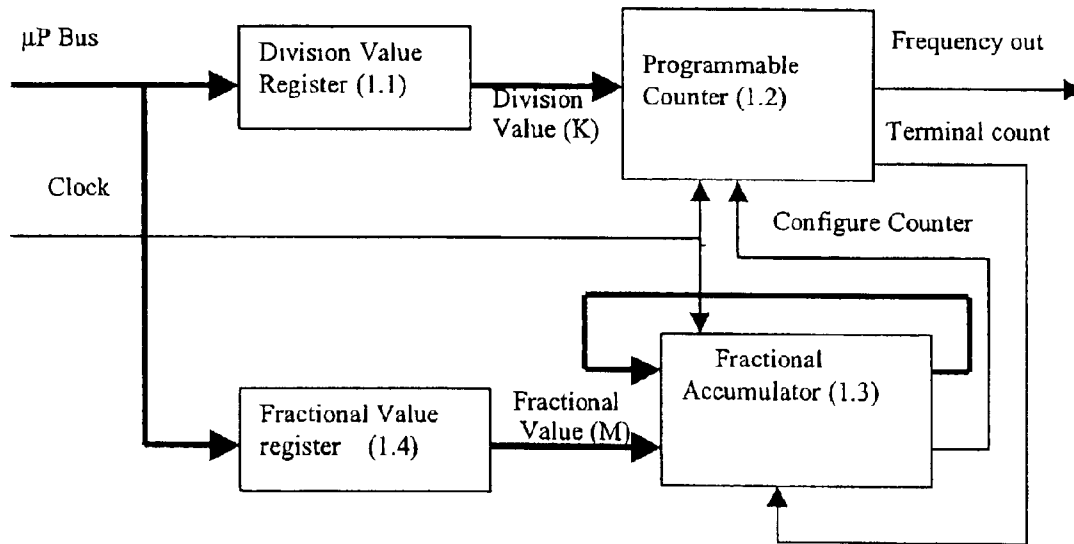 µP Bus
Division Value
Register (1.1)
Division
Value (K)
Programmable
Counter (1.2)
Frequency out
Terminal count
Clock
Configure Counter
Fractional
Accumulator (1.3)
Fractional Value
register (1.4)
Fractional
Value (M)